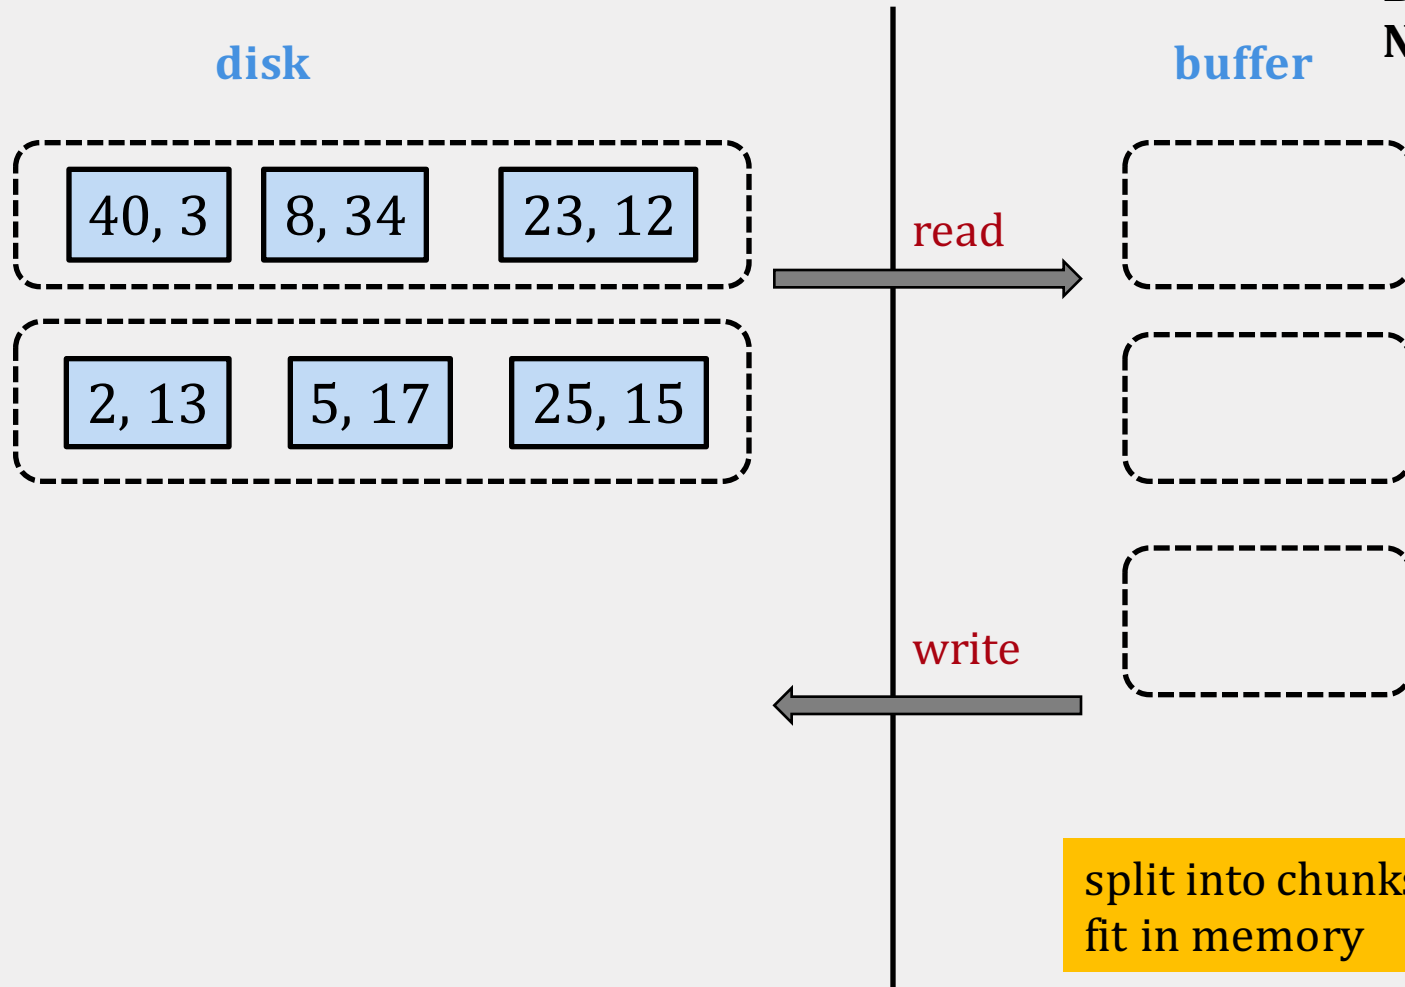 disk
buffer
N
40, 3
8, 34
23, 12
read
2, 13
5, 17
25, 15
write
split into chunks
fit in memory